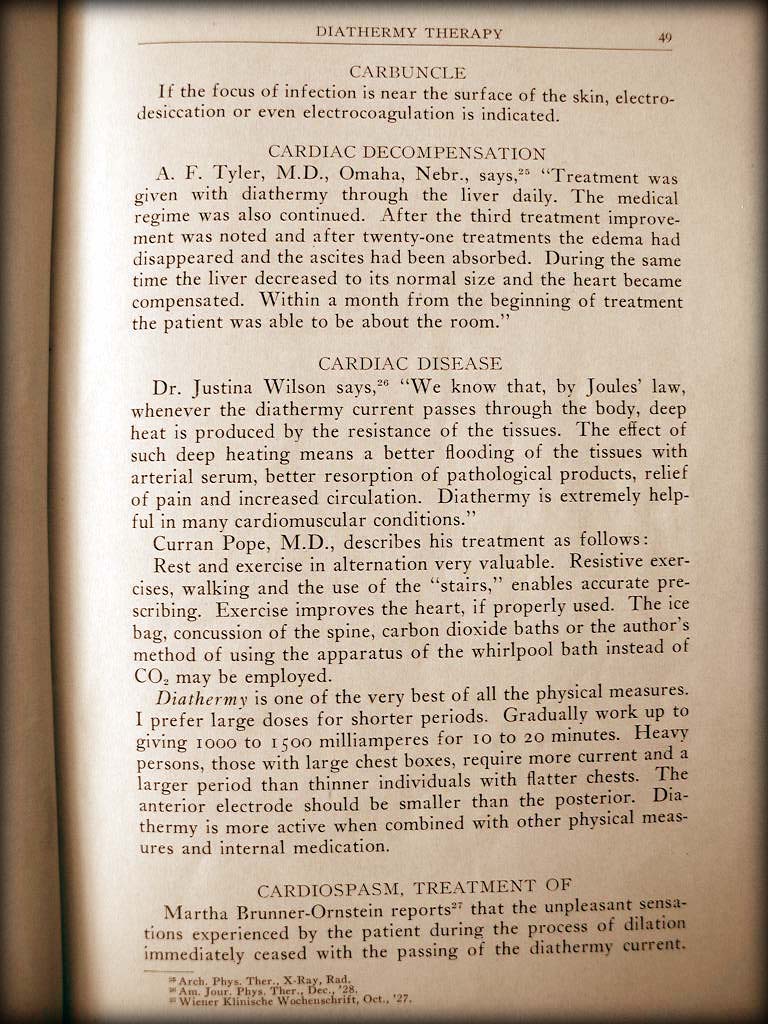 DIATHERMY THERAPY 49
CARBUNCLE
If the focus of infection is near the surface of the skin, electro-
desiccation or even electrocoagulation is indicated.
CARDIAC DECOMPENSATION
A. F. Tyler, M.D., Omaha, Nebr., says,²⁵ “Treatment was
given with diathermy through the liver daily. The medical
regime was also continued. After the third treatment improve-
ment was noted and after twenty-one treatments the edema had
disappeared and the ascites had been absorbed. During the same
time the liver decreased to its normal size and the heart became
compensated. Within a month from the beginning of treatment
the patient was able to be about the room.”
CARDIAC DISEASE
Dr. Justina Wilson says,²⁶ “We know that, by Joules’ law,
whenever the diathermy current passes through the body, deep
heat is produced by the resistance of the tissues. The effect of
such deep heating means a better flooding of the tissues with
arterial serum, better resorption of pathological products, relief
of pain and increased circulation. Diathermy is extremely help-
ful in many cardiomuscular conditions.”
Curran Pope, M.D., describes his treatment as follows:
Rest and exercise in alternation very valuable. Resistive exer-
cises, walking and the use of the “stairs,” enables accurate pre-
scribing. Exercise improves the heart, if properly used. The ice
bag, concussion of the spine, carbon dioxide baths or the author’s
method of using the apparatus of the whirlpool bath instead of
CO₂ may be employed.
Diathermy is one of the very best of all the physical measures.
I prefer large doses for shorter periods. Gradually work up to
giving 1000 to 1500 milliamperes for 10 to 20 minutes. Heavy
persons, those with large chest boxes, require more current and a
larger period than thinner individuals with flatter chests. The
anterior electrode should be smaller than the posterior. Dia-
thermy is more active when combined with other physical meas-
ures and internal medication.
CARDIOSPASM, TREATMENT OF
Martha Brunner-Ornstein reports²⁷ that the unpleasant sensa-
tions experienced by the patient during the process of dilation
immediately ceased with the passing of the diathermy current.
²⁵ Arch. Phys. Ther., X-Ray, Rad.
²⁶ Am. Jour. Phys. Ther., Dec., ’28.
²⁷ Wiener Klinische Wochenschrift, Oct., ’27.